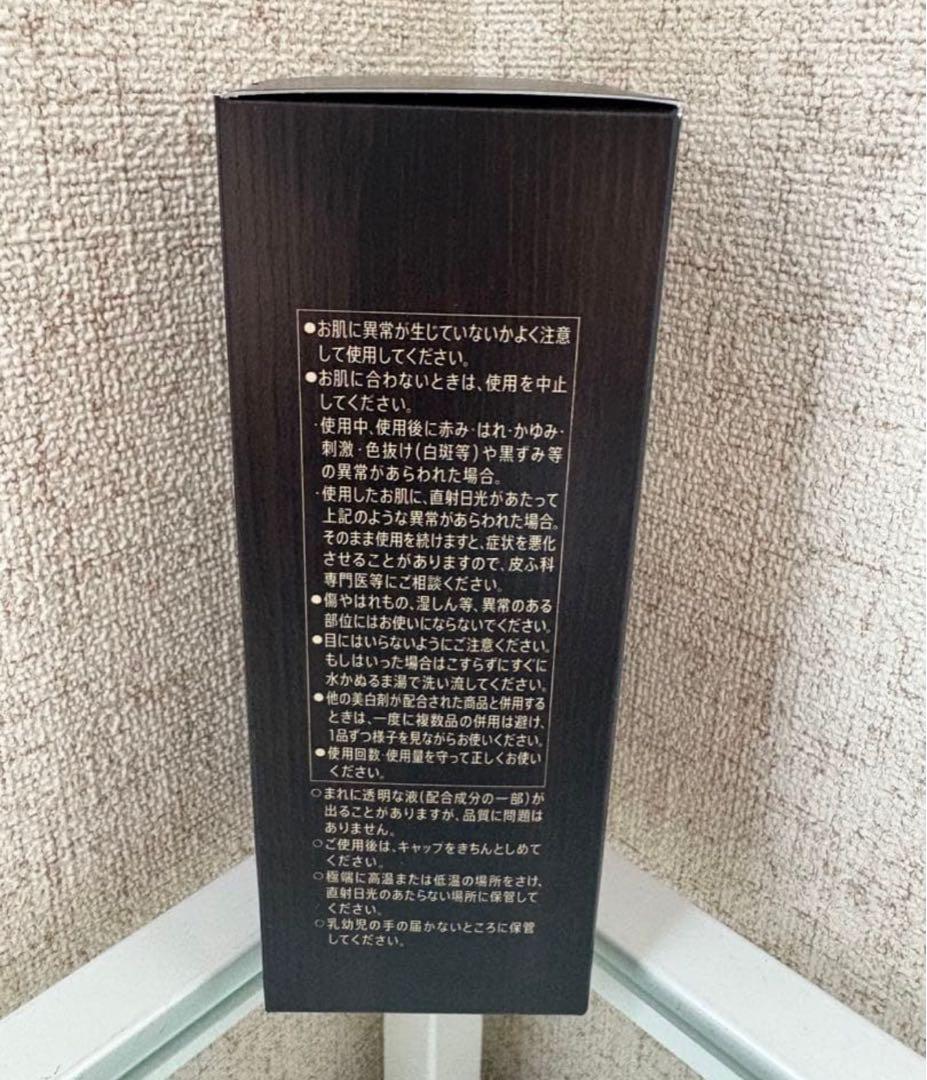 ●お肌に異常が生じていないかよく注意
して使用してください。
●お肌に合わないときは、使用を中止
してください。
・使用中、使用後に赤み・はれ・かゆみ・
刺激・色抜け(白斑等)や黒ずみ等
の異常があらわれた場合。
・使用したお肌に、直射日光があたって
上記のような異常があらわれた場合。
そのまま使用を続けますと、症状を悪化
させることがありますので、皮ふ科
専門医等にご相談ください。
●傷やはれもの、湿しん等、異常のある
部位にはお使いにならないでください。
●目にはいらないようにご注意ください。
もしはいった場合はこすらずにすぐに
水かぬるま湯で洗い流してください。
●他の美白剤が配合された商品と併用する
ときは、一度に複数品の併用は避け、
1品ずつ様子を見ながらお使いください。
●使用回数・使用量を守って正しくお使い
ください。
○まれに透明な液(配合成分の一部)が
出ることがありますが、品質に問題は
ありません。
○ご使用後は、キャップをきちんとしめて
ください。
○極端に高温または低温の場所をさけ、
直射日光のあたらない場所に保管して
ください。
○乳幼児の手の届かないところに保管
してください。